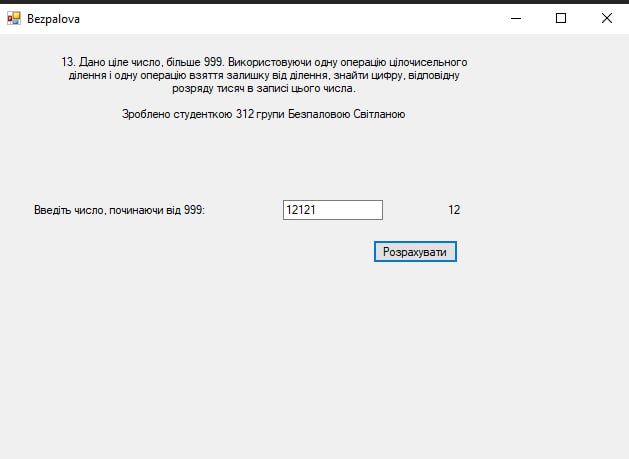 Bezpalova
13. Дано ціле число, більше 999. Використовуючи одну операцію цілочисельного
ділення і одну операцію взяття залишку від ділення, знайти цифру, відповідну
розряду тисяч в записі цього числа.
Зроблено студенткою 312 групи Безпаловою Світланою
Введіть число, починаючи від 999:
12121
12
Розрахувати